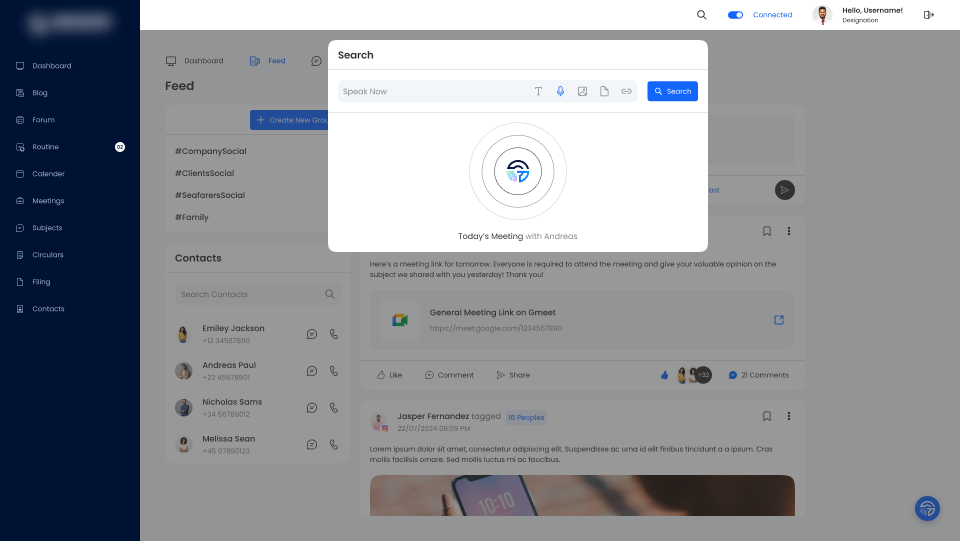 Connected
Hello, Username!
Designation
Dashboard
Blog
Forum
Routine
02
Calender
Meetings
Subjects
Circulars
Filing
Contacts
Dashboard
Feed
Feed
Create New Grou
#CompanySocial
#ClientsSocial
#SeafarersSocial
#Family
Contacts
Search Contacts
Emiley Jackson
+12 34567890
Andreas Paul
+23 45678901
Nicholas Sams
+34 56789012
Melissa Sean
+45 67890123
Search
Speak Now
Search
Today's Meeting with Andreas
ast
Here's a meeting link for tomorrow. Everyone is required to attend the meeting and give your valuable opinion on the
subject we shared with you yesterday! Thank you!
General Meeting Link on Gmeet
https://meet.google.com/1234567890
Like
Comment
Share
+32
21 Comments
Jasper Fernandez tagged 16 Peoples
22/07/2024 06:09 PM
Lorem ipsum dolor sit amet, consectetur adipiscing elit. Suspendisse ac urna id elit finibus tincidunt a a ipsum. Cras
mollis facilisis ornare. Sed mollis luctus mi ac faucibus.
10:10